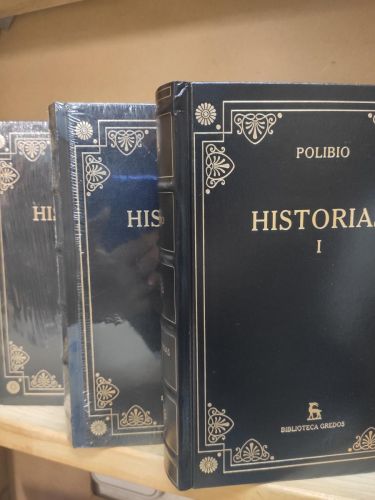 HIS
HIS
POLIBIO
HISTORIA
I
BIBLIOTECA GREDOS